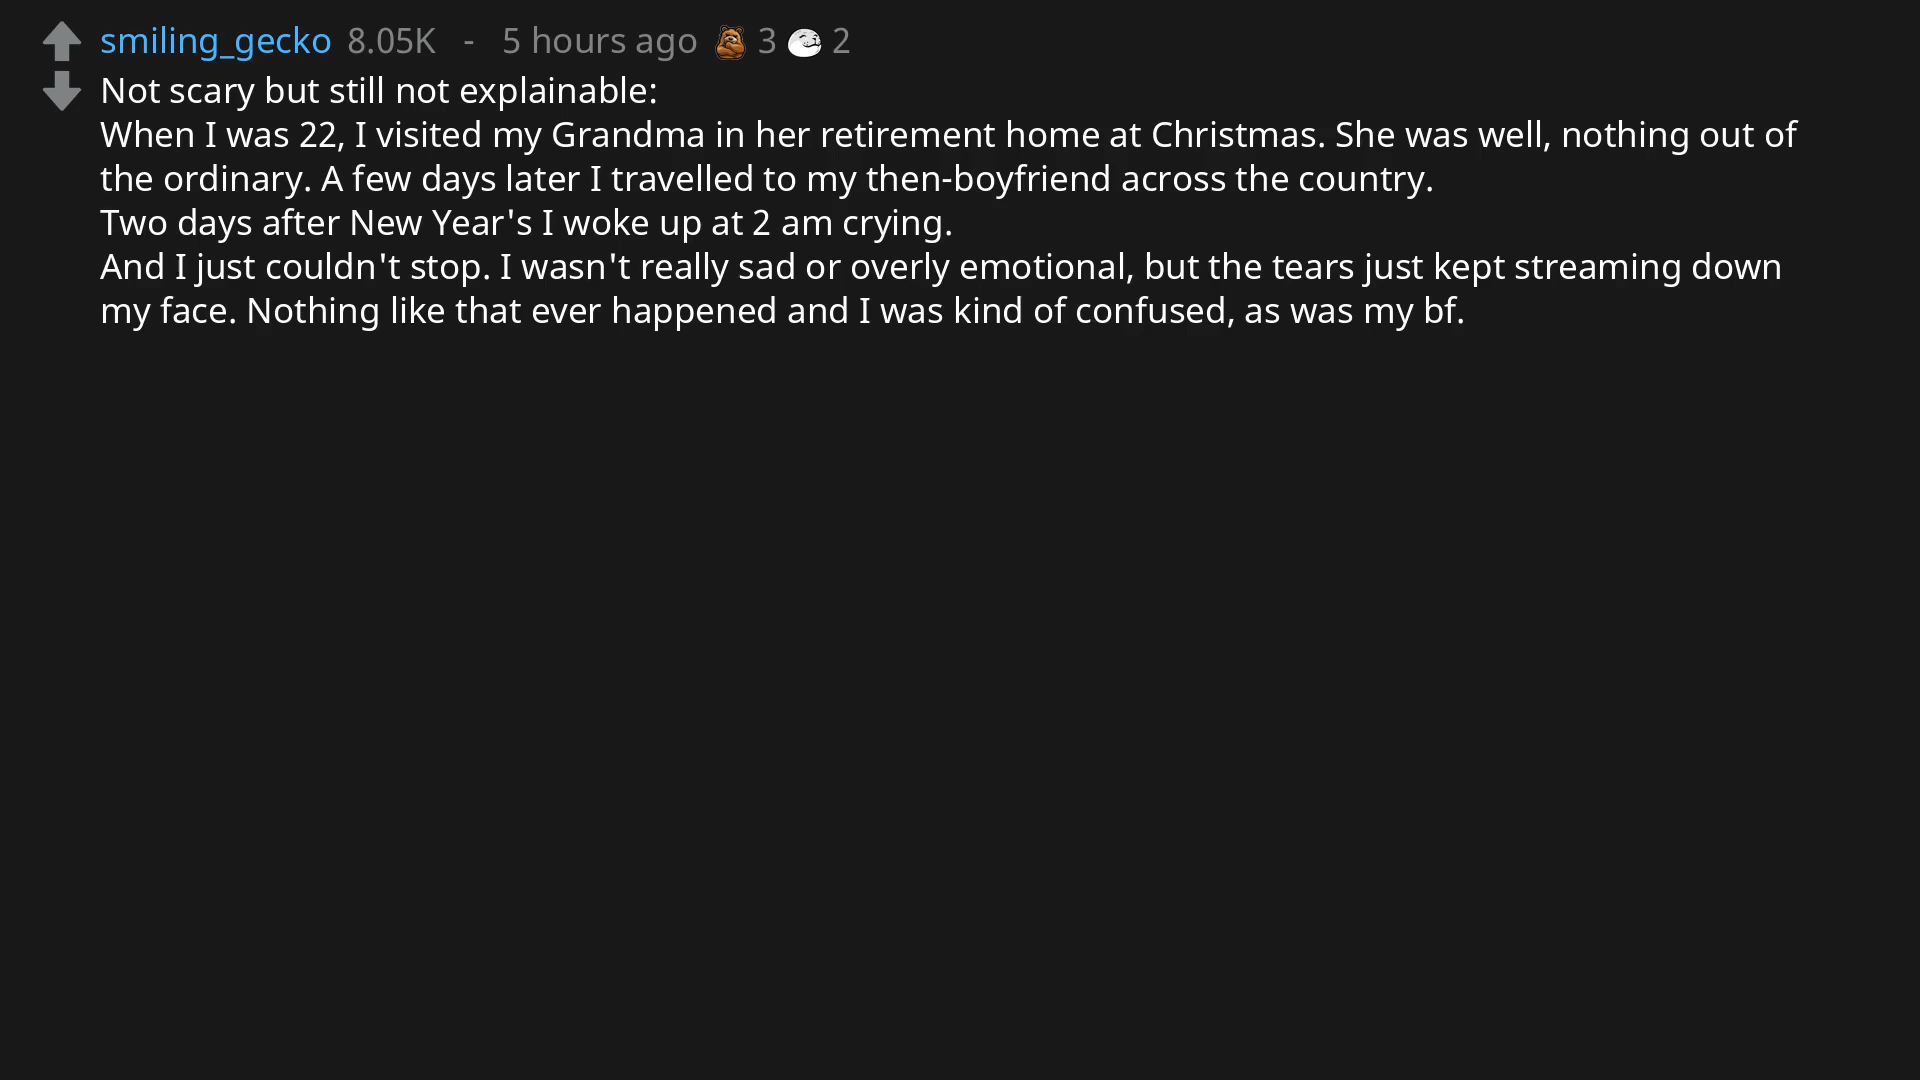 smiling_gecko 8.05K - 5 hours ago 3 2
Not scary but still not explainable:
When I was 22, I visited my Grandma in her retirement home at Christmas. She was well, nothing out of
the ordinary. A few days later I travelled to my then-boyfriend across the country.
Two days after New Year's I woke up at 2 am crying.
And I just couldn't stop. I wasn't really sad or overly emotional, but the tears just kept streaming down
my face. Nothing like that ever happened and I was kind of confused, as was my bf.